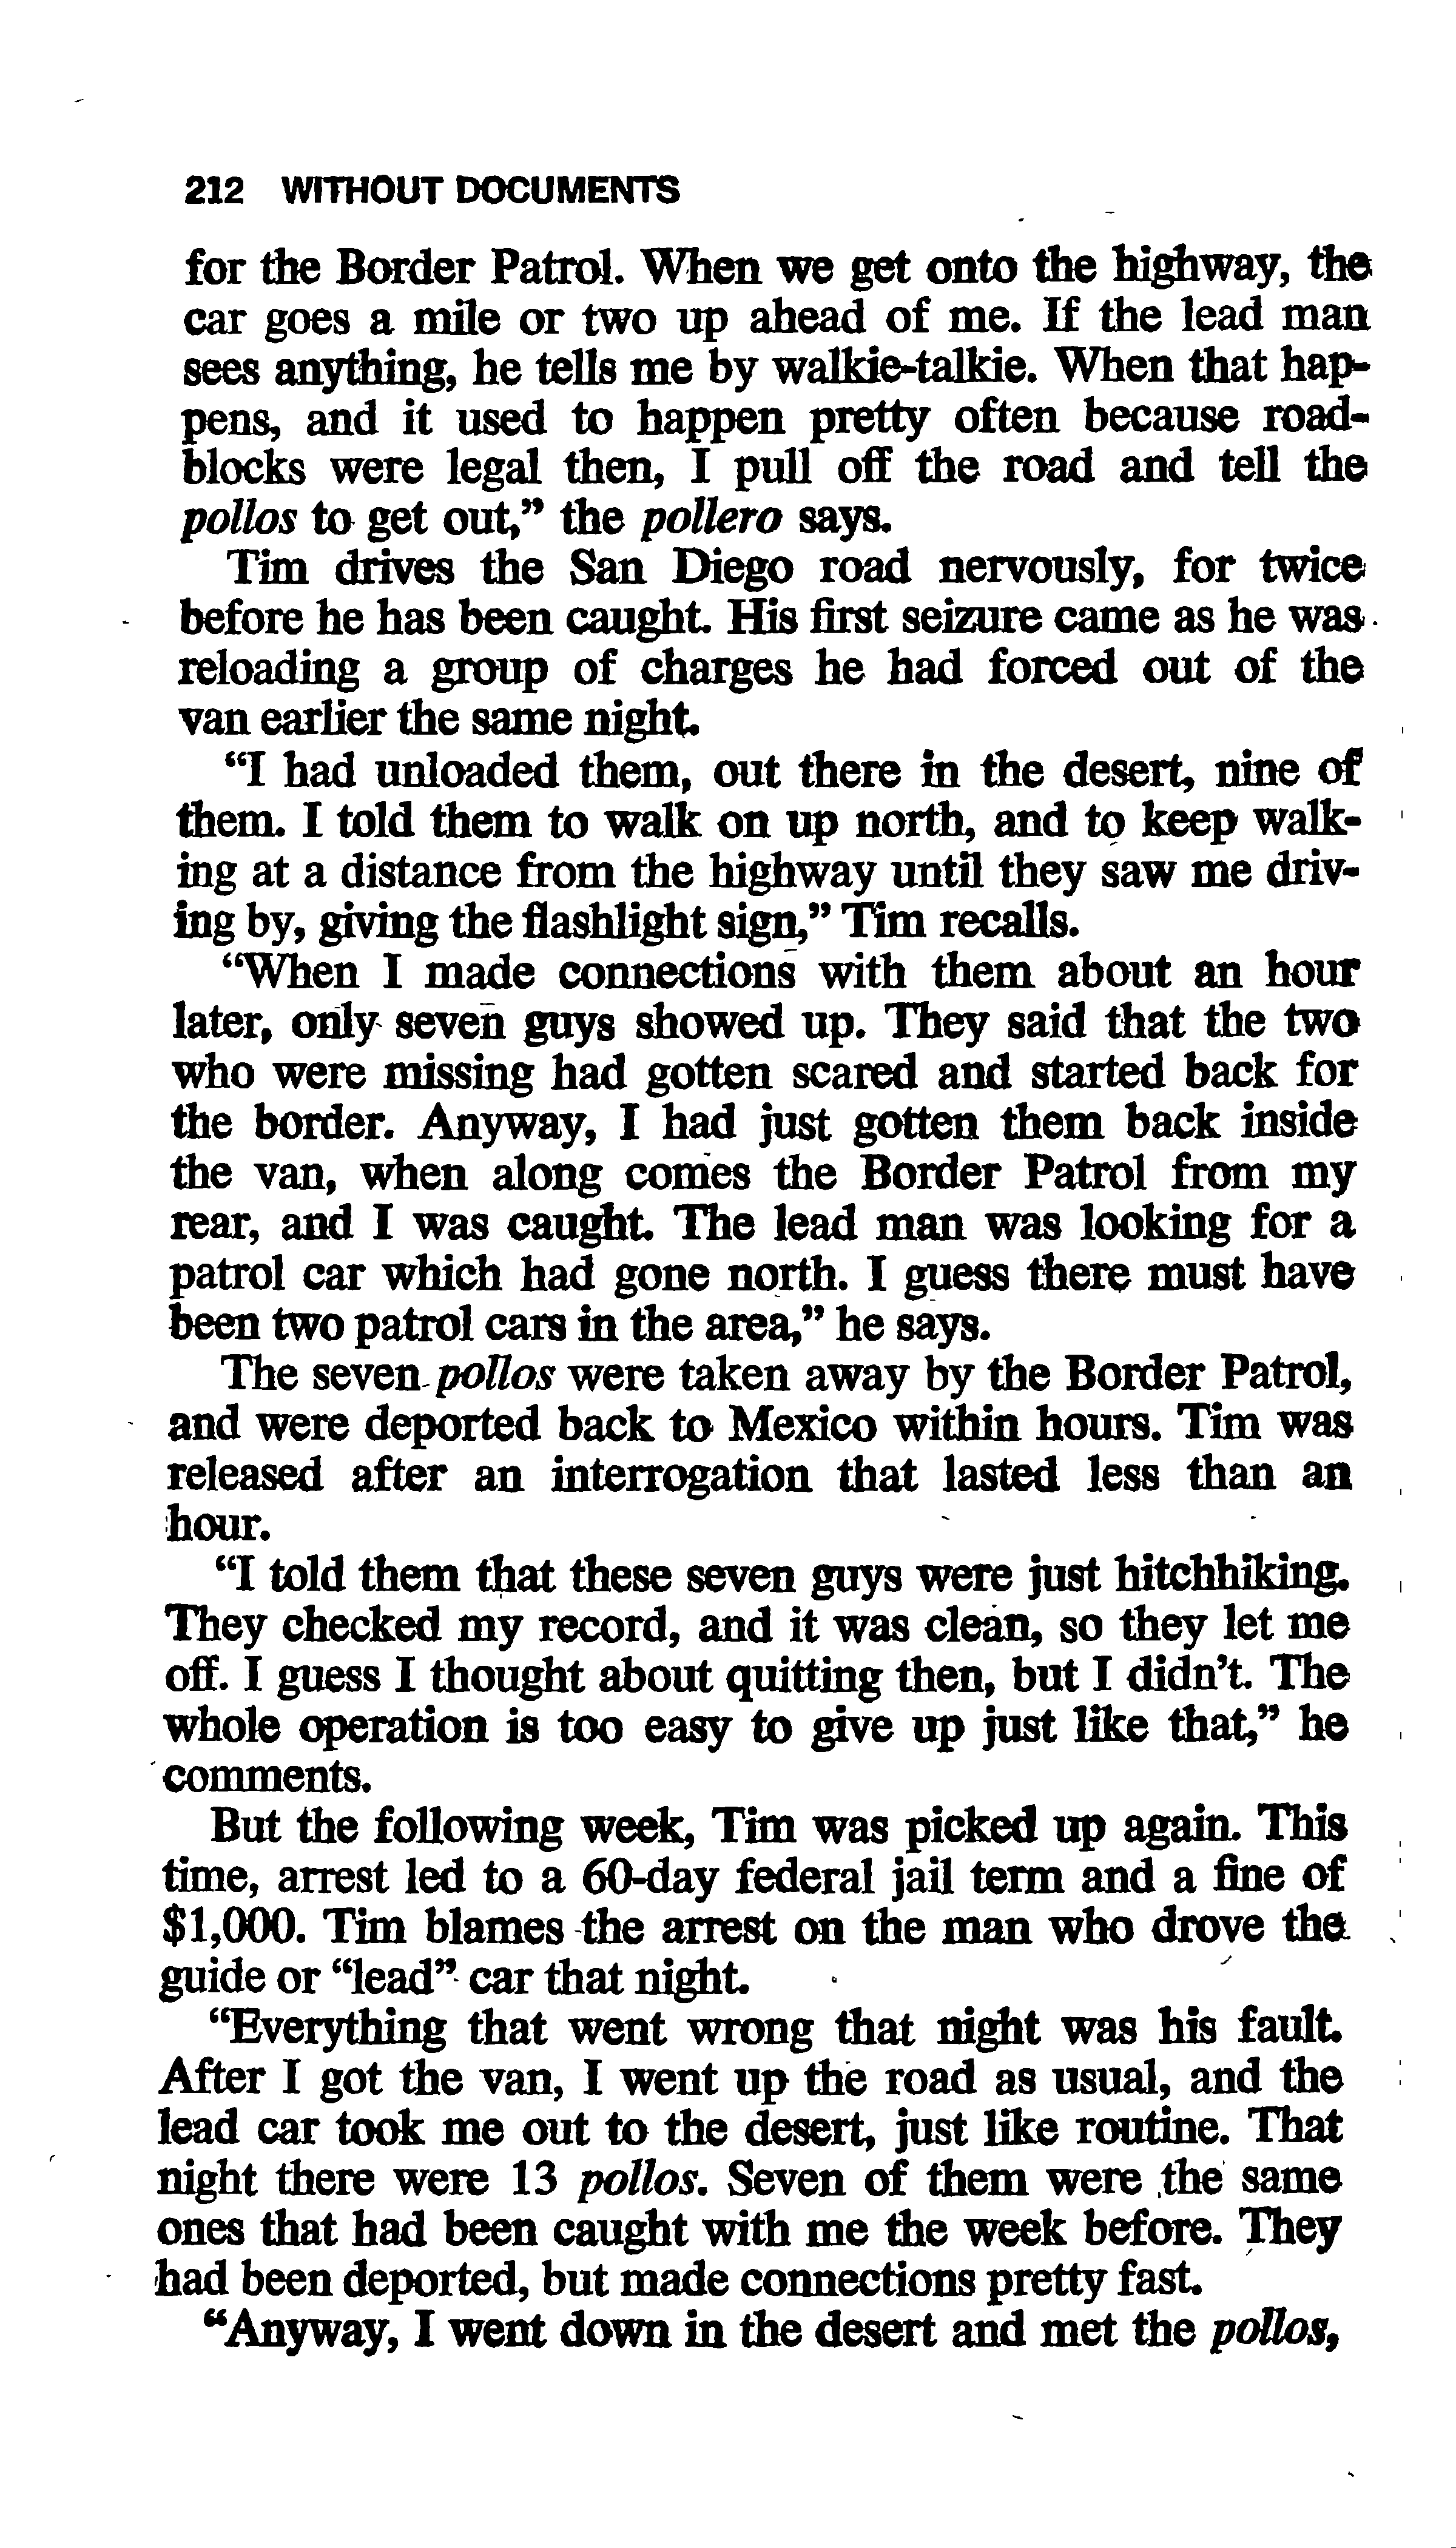 212 WITHOUT DOCUMENTS
for the Border Patrol. When we get onto the highway, the
car goes a mile or two up ahead of me. If the lead man
sees anything, he tells me by walkie-talkie. When that hap-
pens, and it used to happen pretty often because road-
blocks were legal then, I pull off the road and tell the
pollos to get out,” the pollero says.
Tim drives the San Diego road nervously, for twice
before he has been caught. His first seizure came as he was
reloading a group of charges he had forced out of the
van earlier the same night.
“I had unloaded them, out there in the desert, nine of
them. I told them to walk on up north, and to keep walk-
ing at a distance from the highway until they saw me driv-
ing by, giving the flashlight sign,” Tim recalls.
“When I made connections with them about an hour
later, only seven guys showed up. They said that the two
who were missing had gotten scared and started back for
the border. Anyway, I had just gotten them back inside
the van, when along comes the Border Patrol from my
rear, and I was caught. The lead man was looking for a
patrol car which had gone north. I guess there must have
been two patrol cars in the area,” he says.
The seven pollos were taken away by the Border Patrol,
and were deported back to Mexico within hours. Tim was
released after an interrogation that lasted less than an
hour.
“I told them that these seven guys were just hitchhiking.
They checked my record, and it was clean, so they let me
off. I guess I thought about quitting then, but I didn’t. The
whole operation is too easy to give up just like that,” he
comments.
But the following week, Tim was picked up again. This
time, arrest led to a 60-day federal jail term and a fine of
$1,000. Tim blames the arrest on the man who drove the
guide or “lead” car that night.
“Everything that went wrong that night was his fault.
After I got the van, I went up the road as usual, and the
lead car took me out to the desert, just like routine. That
night there were 13 pollos. Seven of them were the same
ones that had been caught with me the week before. They
had been deported, but made connections pretty fast.
“Anyway, I went down in the desert and met the pollos,